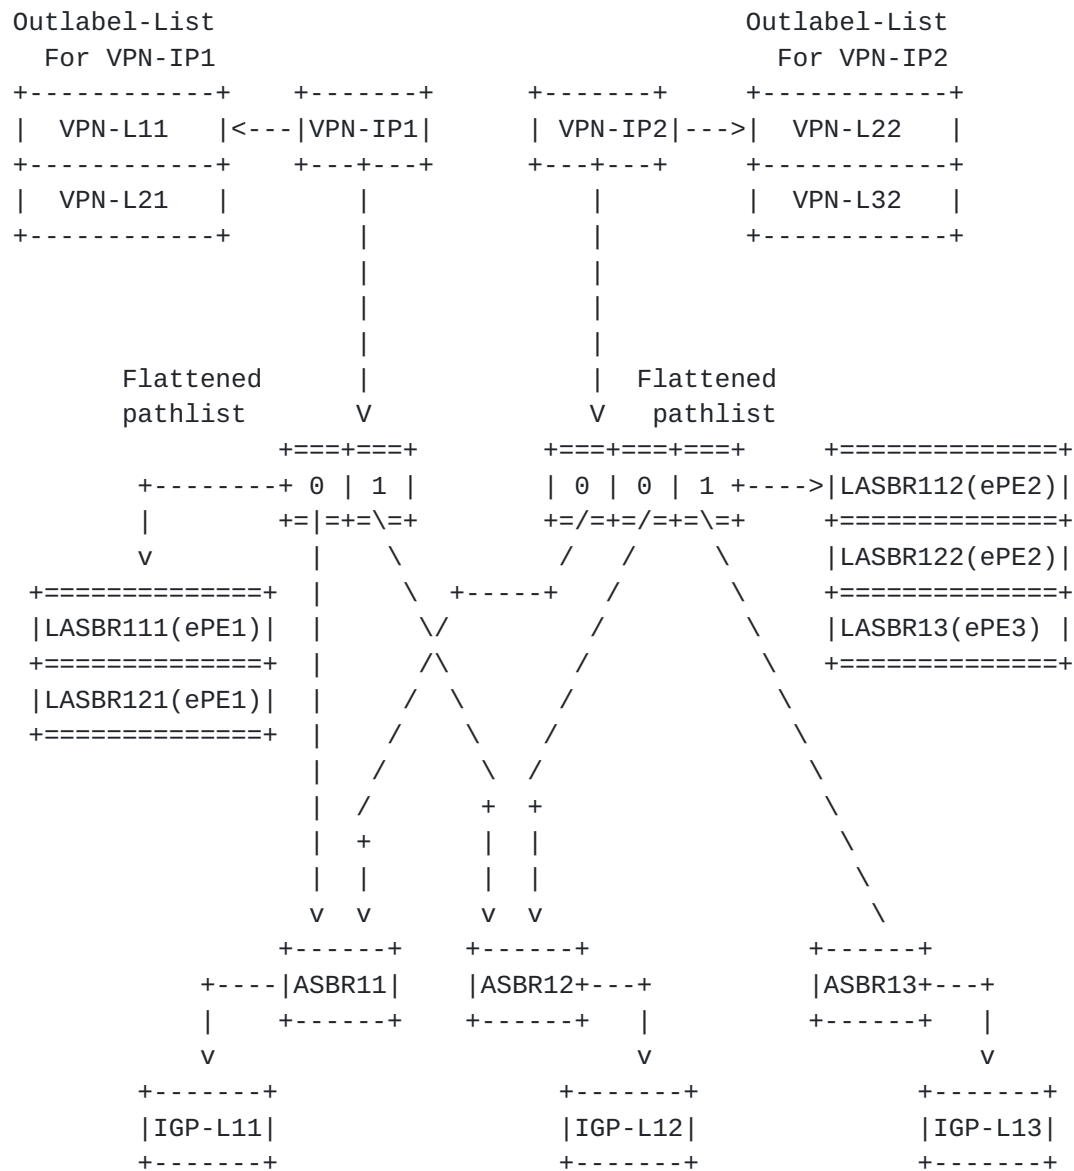 Outlabel-List Outlabel-List
For VPN-IP1 For VPN-IP2
VPN-L11 VPN-IP1 VPN-IP2 VPN-L22
VPN-L21 VPN-L32
Flattened Flattened
pathlist V V pathlist
0 1 0 0 1 LASBR112(ePE2)
v LASBR122(ePE2)
LASBR111(ePE1) LASBR13(ePE3)
LASBR121(ePE1)
v v v v
ASBR11 ASBR12 ASBR13
v v v
IGP-L11 IGP-L12 IGP-L13